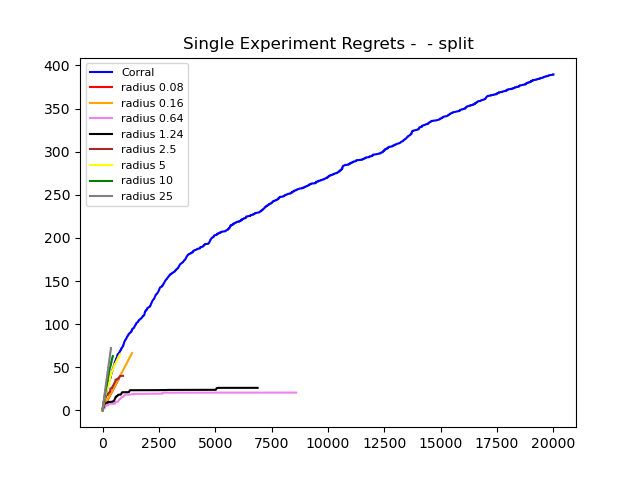 Single Experiment Regrets -  - split
400
350
300
250
200
150
100
50
0
Corral
radius 0.08
radius 0.16
radius 0.64
radius 1.24
radius 2.5
radius 5
radius 10
radius 25
0 2500 5000 7500 10000 12500 15000 17500 20000